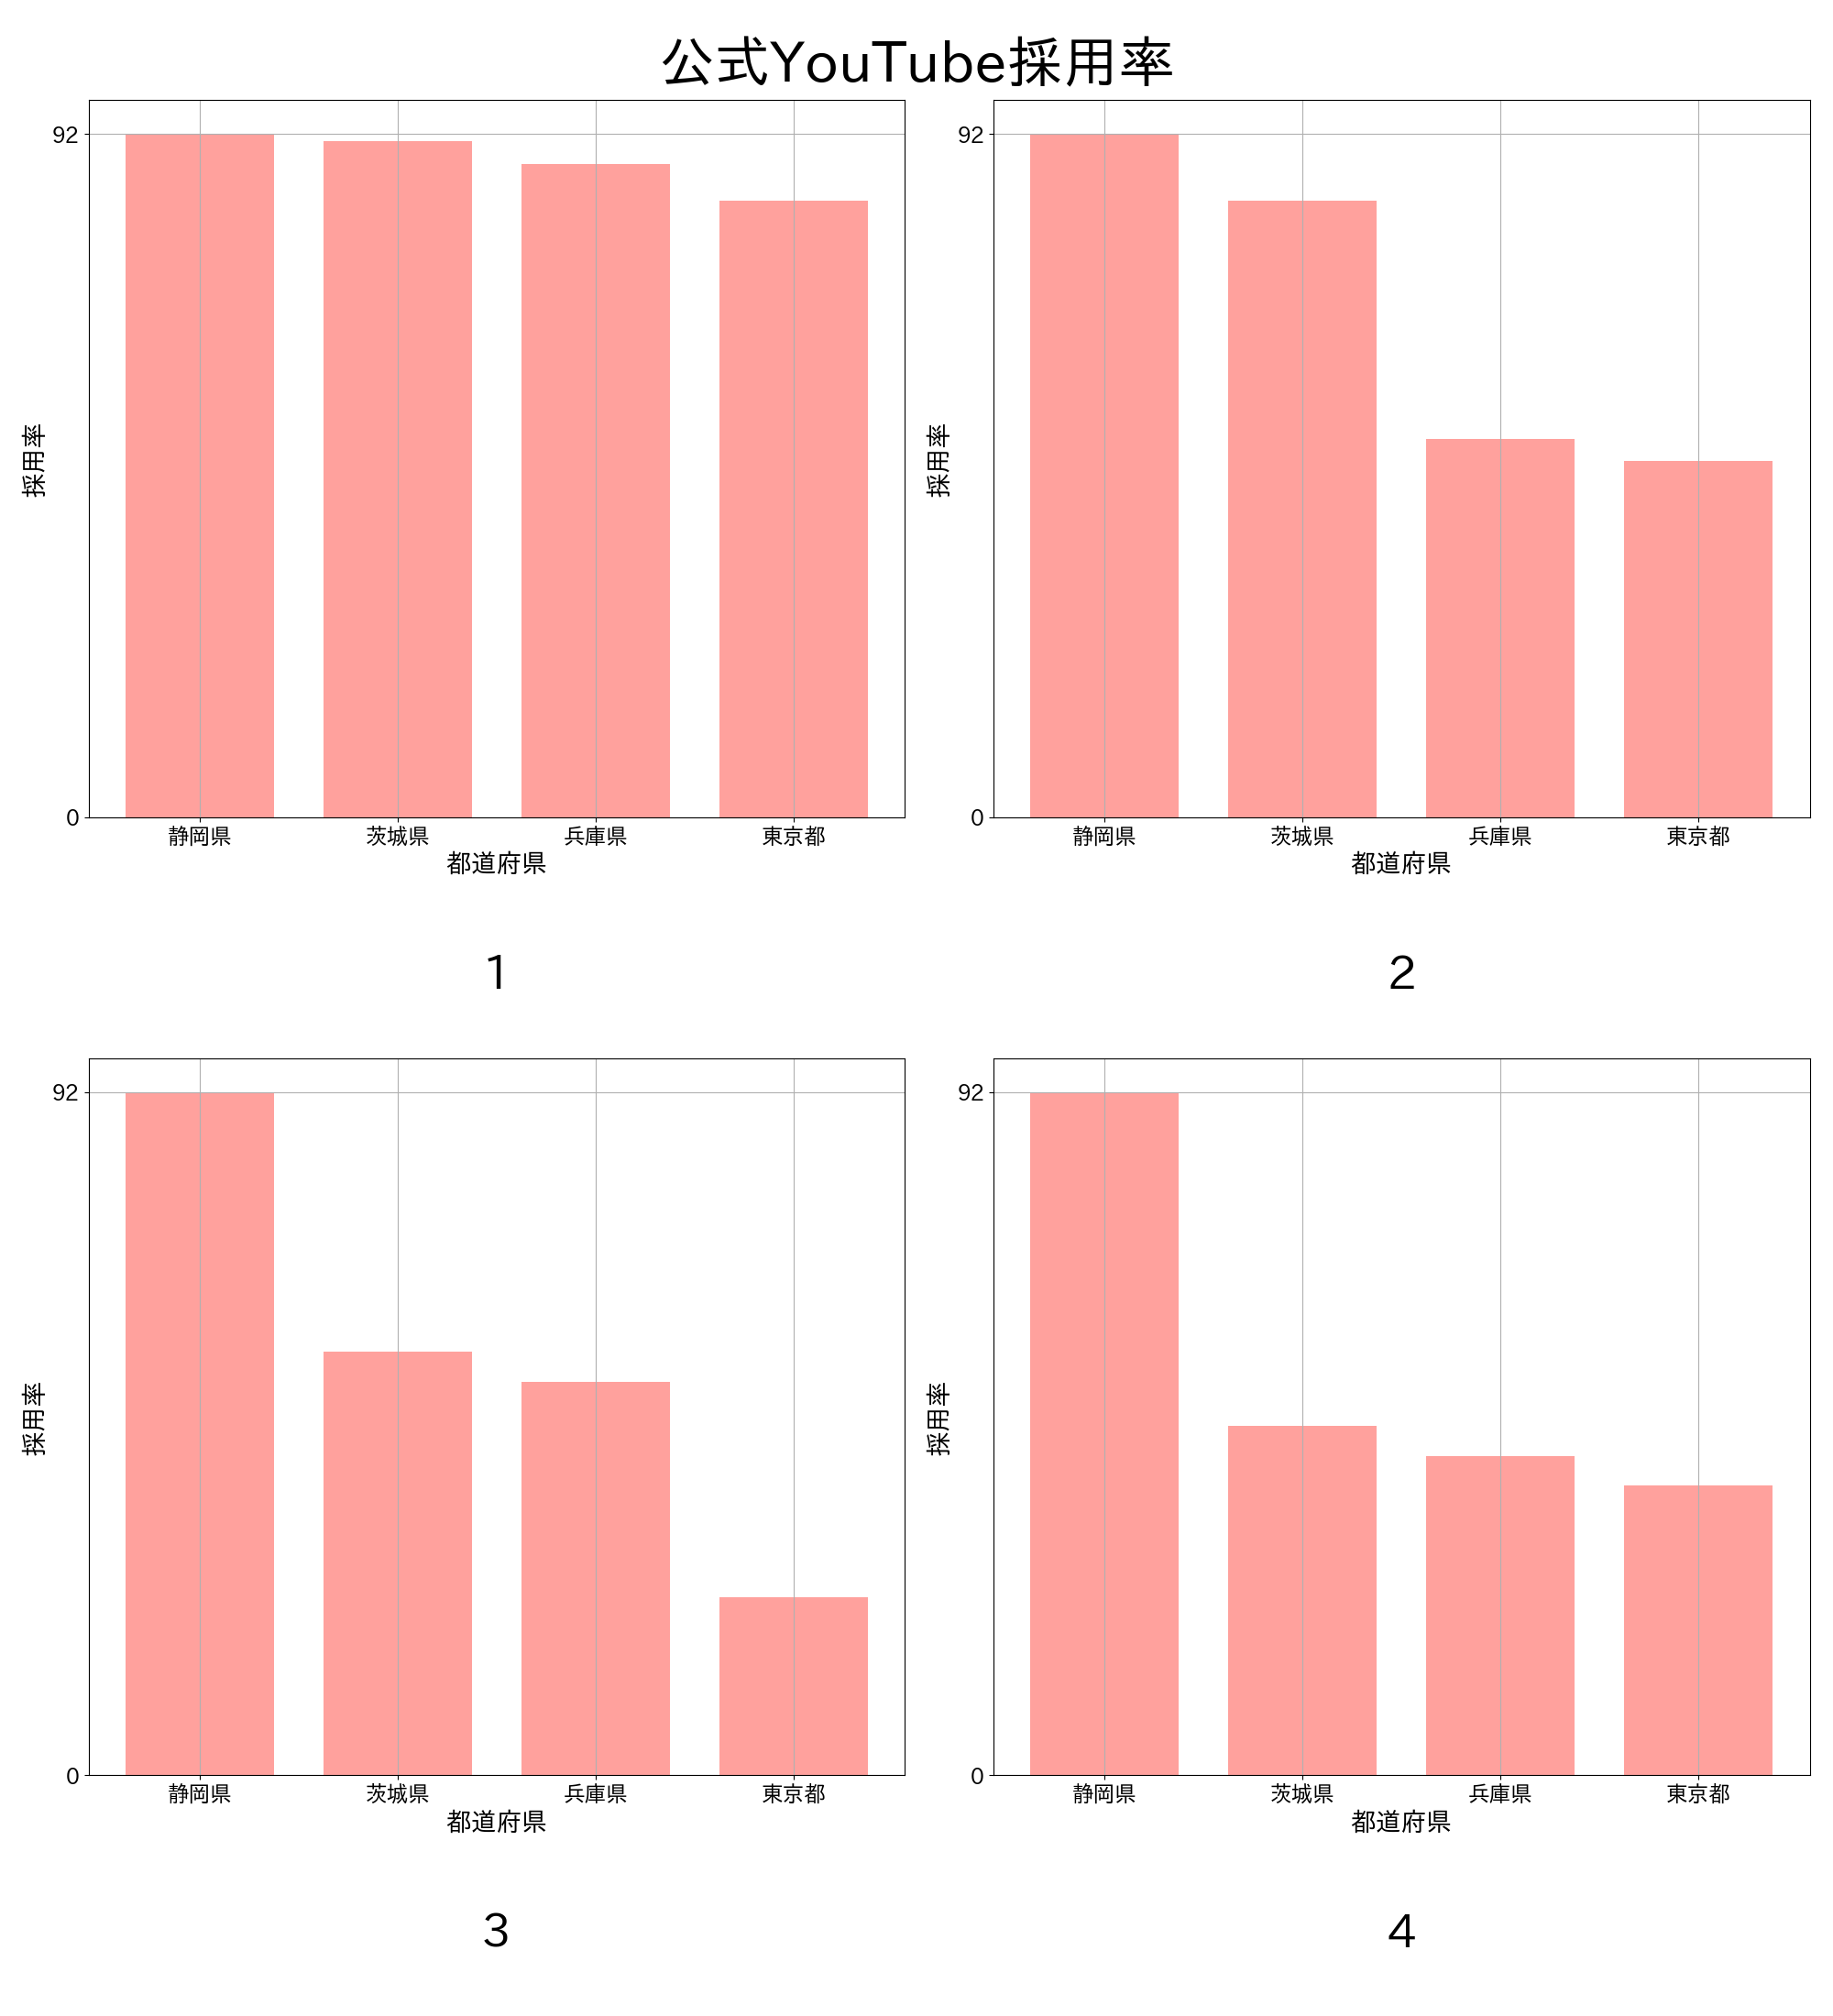 公式YouTube採用率
92
採用率
0
静岡県 茨城県 兵庫県 東京都
都道府県
1
92
採用率
0
静岡県 茨城県 兵庫県 東京都
都道府県
2
92
採用率
0
静岡県 茨城県 兵庫県 東京都
都道府県
3
92
採用率
0
静岡県 茨城県 兵庫県 東京都
都道府県
4